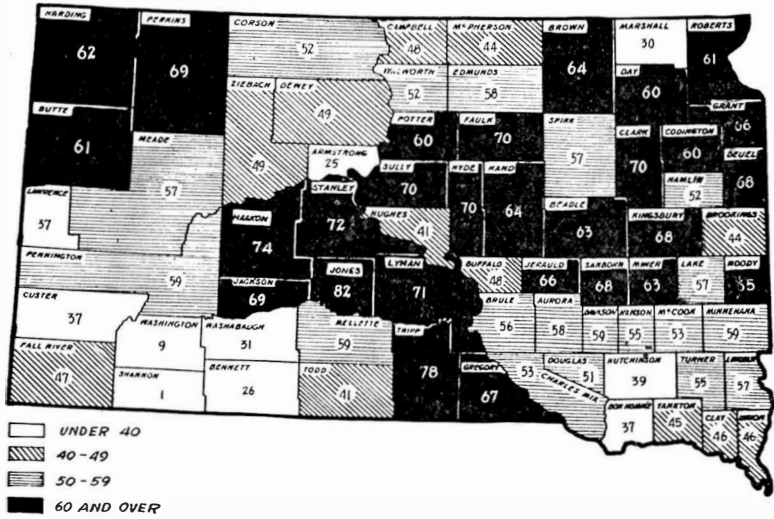 HARDING
62
PERKINS
69
CORSON
52
CAMPBELL
48
McPHERSON
44
BROWN
64
MARSHALL
30
ROBERTS
61
BUTTE
61
MEADE
57
ZIEBACH
49
DEWEY
49
WALWORTH
52
EDMUNDS
58
DAY
60
GRANT
66
POTTER
60
FAULK
70
SPINK
57
CLARK
70
CODINGTON
60
DEUEL
68
ARMSTRONG
25
HAMLIN
52
LAWRENCE
37
STANLEY
72
SULLY
70
HYDE
70
HAND
64
HAAKON
74
HUGHES
41
BEADLE
63
KINGSBURY
68
BROOKINGS
44
PENNINGTON
59
JACKSON
69
JONES
82
LYMAN
71
BUFFALO
48
JERAULD
66
SANBORN
68
MINER
63
LAKE
57
MOODY
CUSTER
37
WASHINGTON
9
WASHABAUGH
31
MELLETTE
59
TRIPP
78
BRULE
56
AURORA
58
DAVISON
59
HANSON
55
McCOOK
53
MINNEHAHA
59
FALL RIVER
47
SHANNON
1
BENNETT
26
TODD
41
GREGORY
67
CHARLES MIX
53
DOUGLAS
51
HUTCHINSON
39
TURNER
55
LINCOLN
57
BON HOMME
37
YANKTON
45
CLAY
46
UNION
46
UNDER 40
40-49
50-59
60 AND OVER